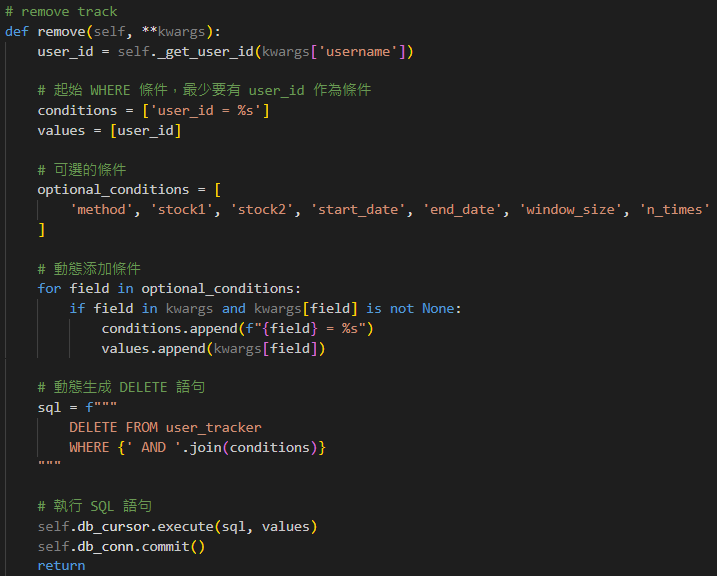 # remove track
def remove(self, **kwargs):
    user_id = self._get_user_id(kwargs['username'])
    # 起始 WHERE 條件，最少要有 user_id 作為條件
    conditions = ['user_id = %s']
    values = [user_id]
    # 可選的條件
    optional_conditions = [
        'method', 'stock1', 'stock2', 'start_date', 'end_date', 'window_size', 'n_times'
    ]
    # 動態添加條件
    for field in optional_conditions:
        if field in kwargs and kwargs[field] is not None:
            conditions.append(f"{field} = %s")
            values.append(kwargs[field])
    # 動態生成 DELETE 語句
    sql = f"""
        DELETE FROM user_tracker
        WHERE {' AND '.join(conditions)}
    """
    # 執行 SQL 語句
    self.db_cursor.execute(sql, values)
    self.db_conn.commit()
    return